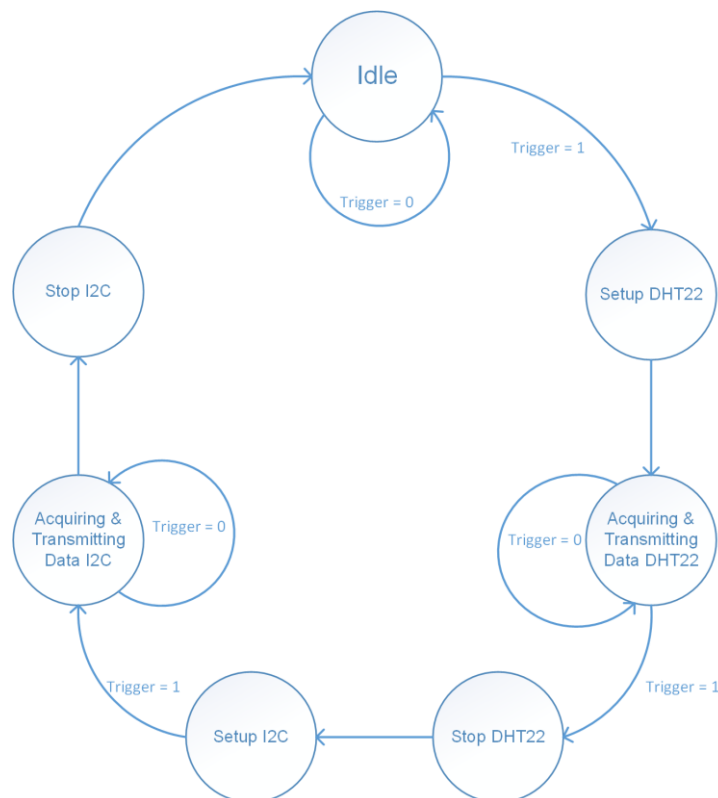 Idle
Trigger = 1
Trigger = 0
Stop I2C
Setup DHT22
Acquiring &
Transmitting
Data I2C
Trigger = 0
Trigger = 0
Acquiring &
Transmitting
Data DHT22
Trigger = 1
Trigger = 1
Setup I2C
Stop DHT22